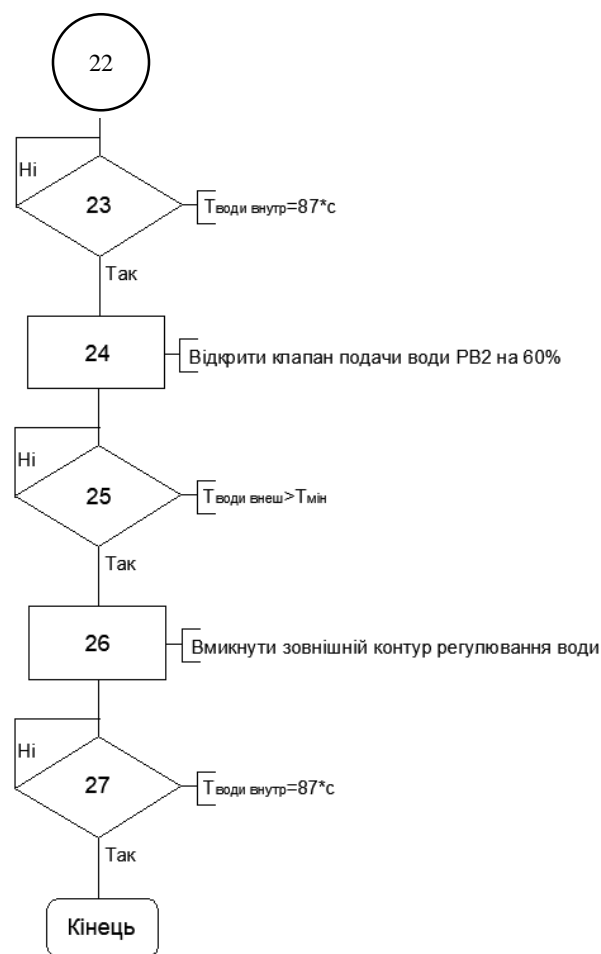 22
Ні
23
Tводи внутр=87*с
Так
24
Відкрити клапан подачи води РВ2 на 60%
Ні
25
Tводи внеш>Tмін
Так
26
Вмикнути зовнішній контур регулювання води
Ні
27
Tводи внутр=87*с
Так
Кінець